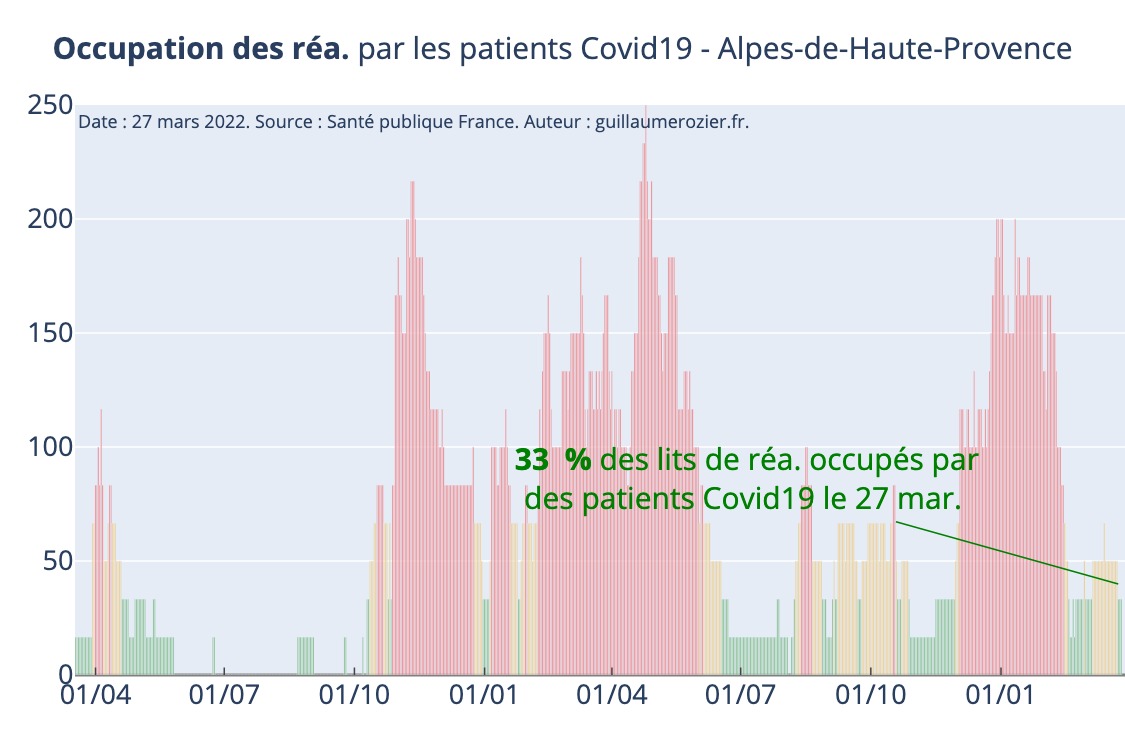 Occupation des réa. par les patients Covid19 - Alpes-de-Haute-Provence
250
Date : 27 mars 2022. Source : Santé publique France. Auteur : guillaumerozier.fr.
200
150
100
33 % des lits de réa. occupés par
des patients Covid19 le 27 mar.
50
0
01/04 01/07 01/10 01/01 01/04 01/07 01/10 01/01